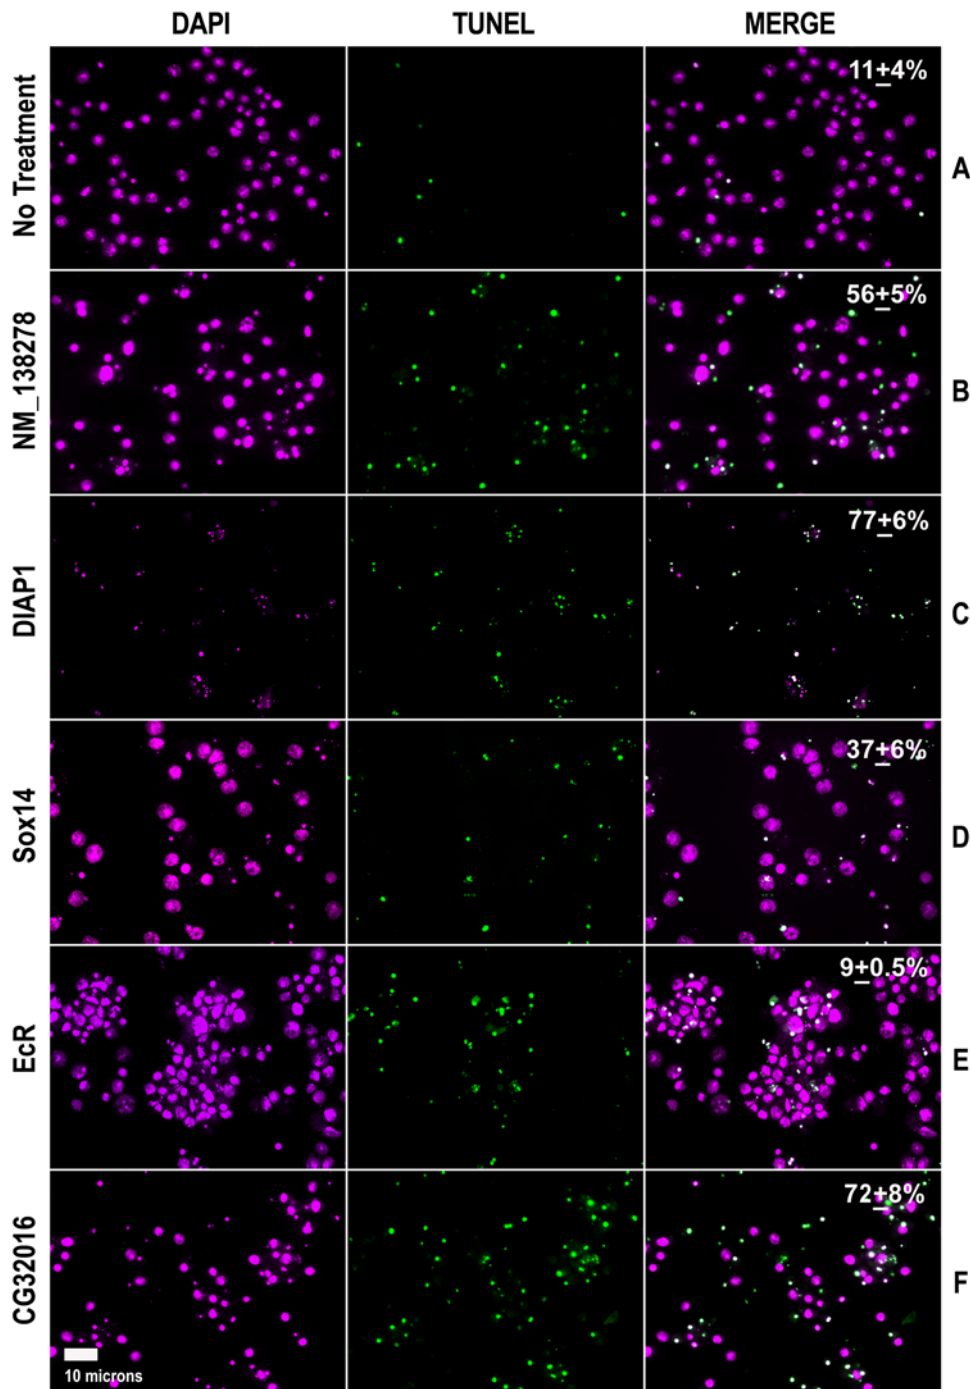 DAPI TUNEL MERGE
No Treatment
11±4%
A
NM_138278
56±5%
B
DIAP1
77±6%
C
Sox14
37±6%
D
EcR
9±0.5%
E
CG32016
72±8%
F
10 microns